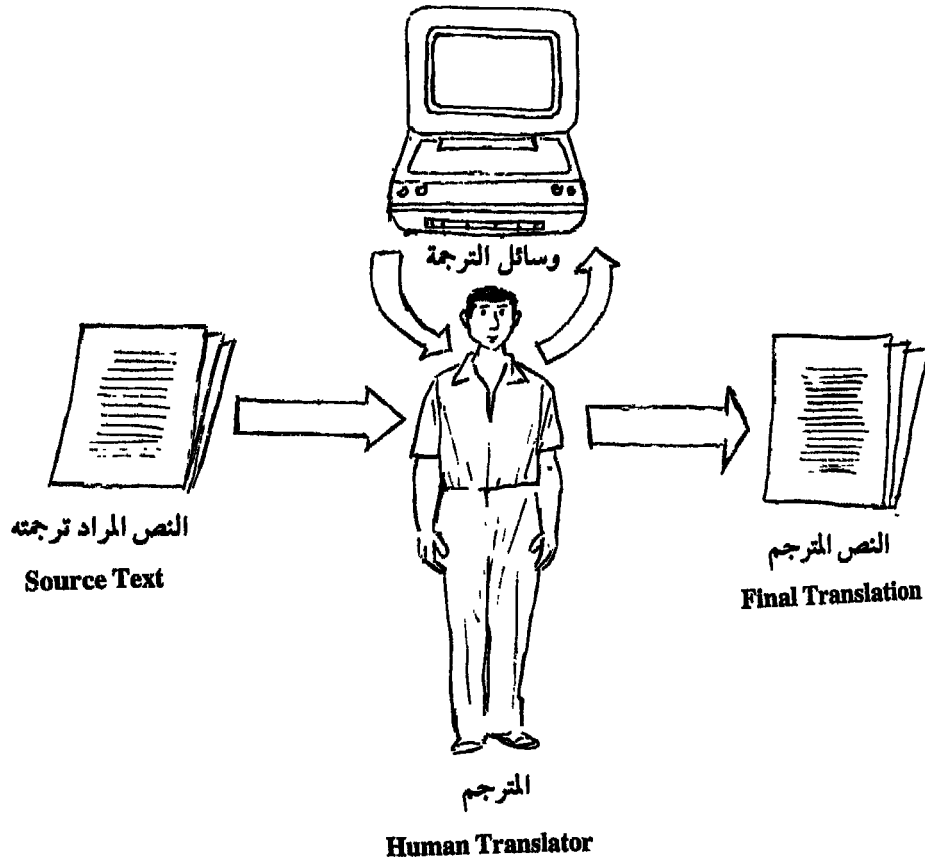 وسائل الترجمة
النص المراد ترجمته
Source Text
النص المترجم
Final Translation
المترجم
Human Translator